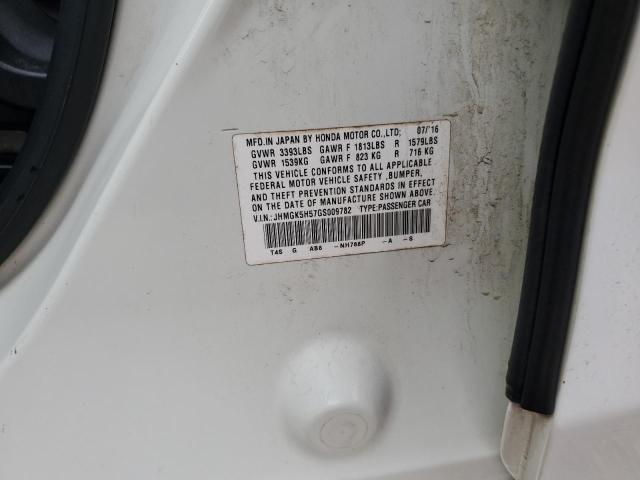 MFD.IN JAPAN BY HONDA MOTOR CO.,LTD; 07/'16
GVWR 3393LBS GAWR F 1813LBS R 1579LBS
GVWR 1539KG GAWR F 823 KG R 716 KG
THIS VEHICLE CONFORMS TO ALL APPLICABLE
FEDERAL MOTOR VEHICLE SAFETY ,BUMPER,
AND THEFT PREVENTION STANDARDS IN EFFECT
ON THE DATE OF MANUFACTURE SHOWN ABOVE.
V.I.N.:JHMGK5H57GS009782 TYPE:PASSENGER CAR
T4S G AB6 -NH788P -A -S